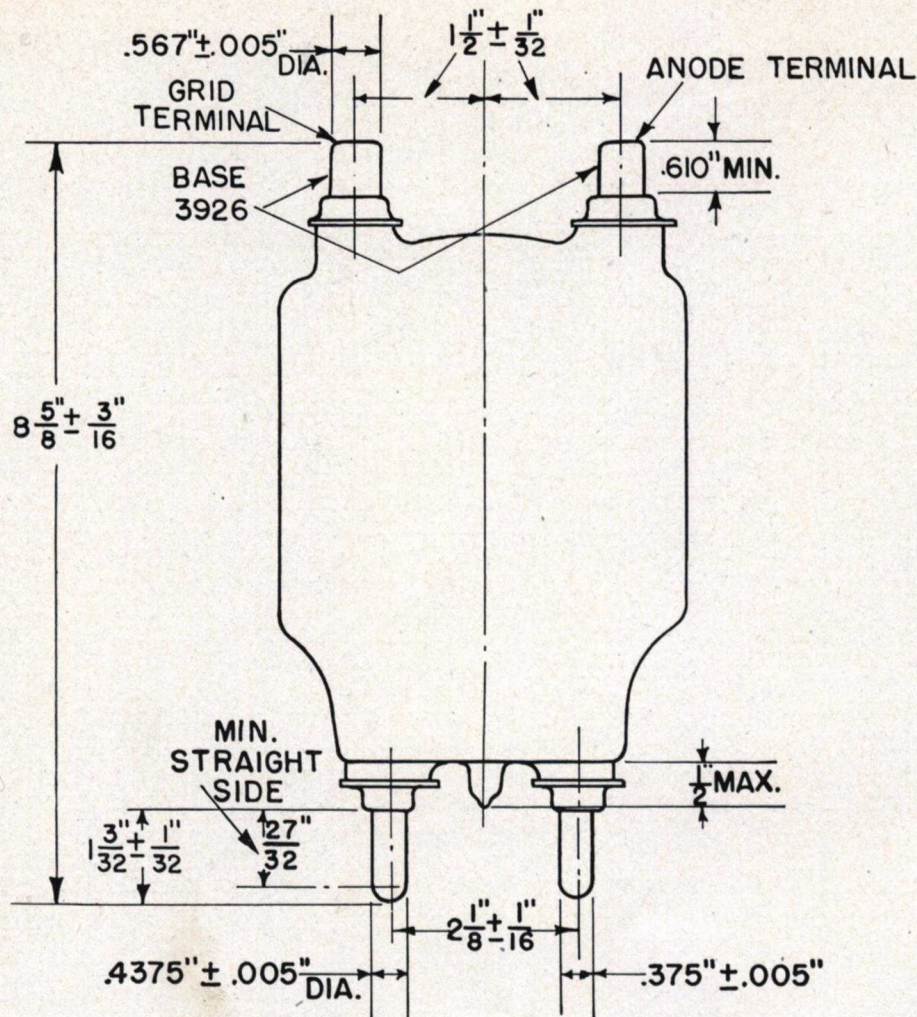 .567"±.005" DIA.
1 1/2" ± 1/32"
GRID
TERMINAL
ANODE TERMINAL
.610" MIN.
BASE
3926
8 5/8" ± 3/16"
MIN.
STRAIGHT
SIDE
1/2" MAX.
1 3/32" ± 1/32"
27/32"
2 1/8" ± 1/16"
.4375" ± .005" DIA.
.375" ± .005"